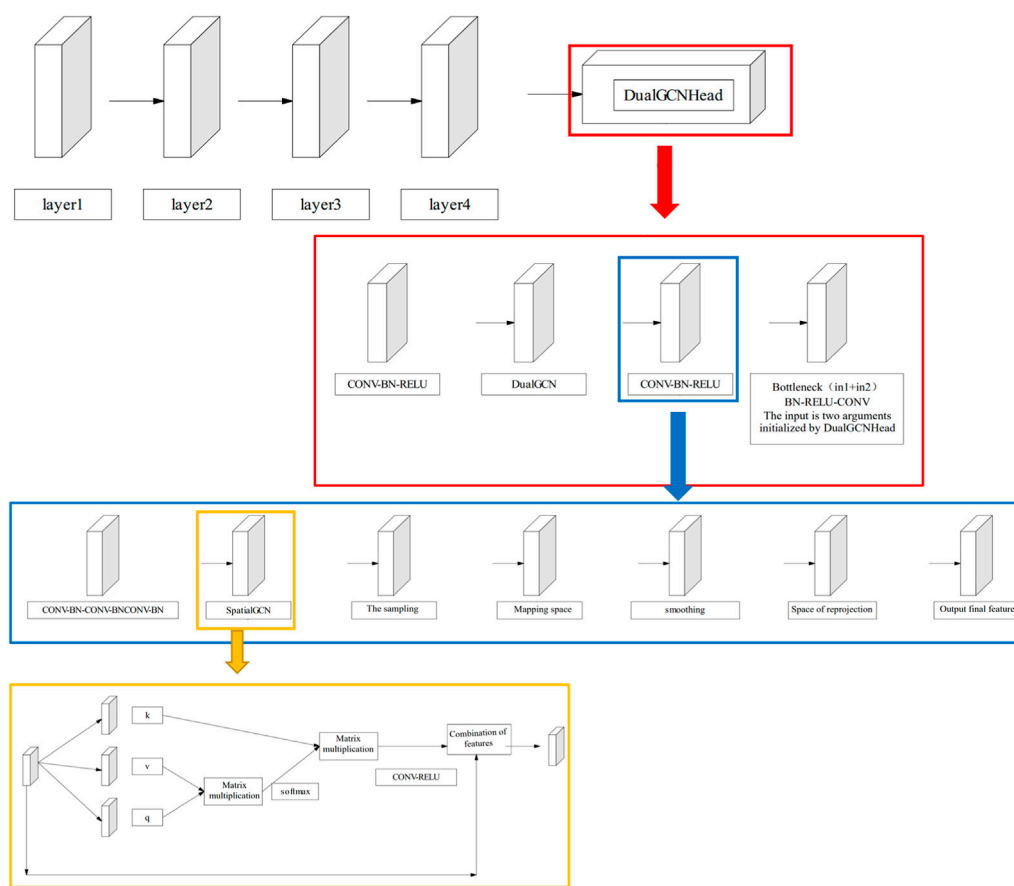 DualGCNHead
layer1
layer2
layer3
layer4
CONV-BN-RELU
DualGCN
CONV-BN-RELU
Bottleneck（in1+in2）
BN-RELU-CONV
The input is two arguments
initialized by DualGCNHead
CONV-BN-CONV-BNCONV-BN
SpatialGCN
The sampling
Mapping space
smoothing
Space of reprojection
Output final feature
k
v
q
Matrix
multiplication
softmax
Matrix
multiplication
CONV-RELU
Combination of
features